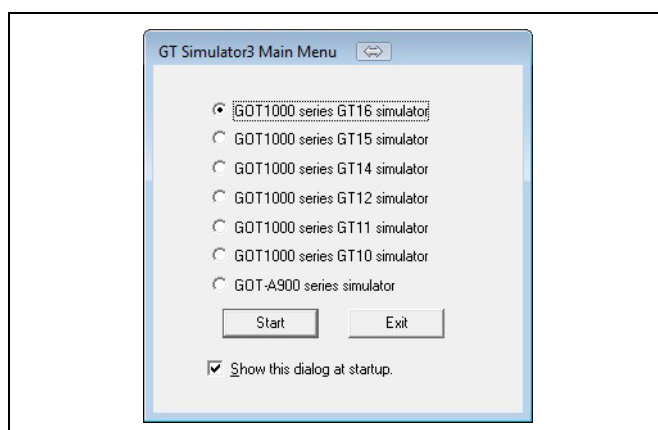 GT Simulator3 Main Menu
GOT1000 series GT16 simulator
GOT1000 series GT15 simulator
GOT1000 series GT14 simulator
GOT1000 series GT12 simulator
GOT1000 series GT11 simulator
GOT1000 series GT10 simulator
GOT-A900 series simulator
Start Exit
Show this dialog at startup.